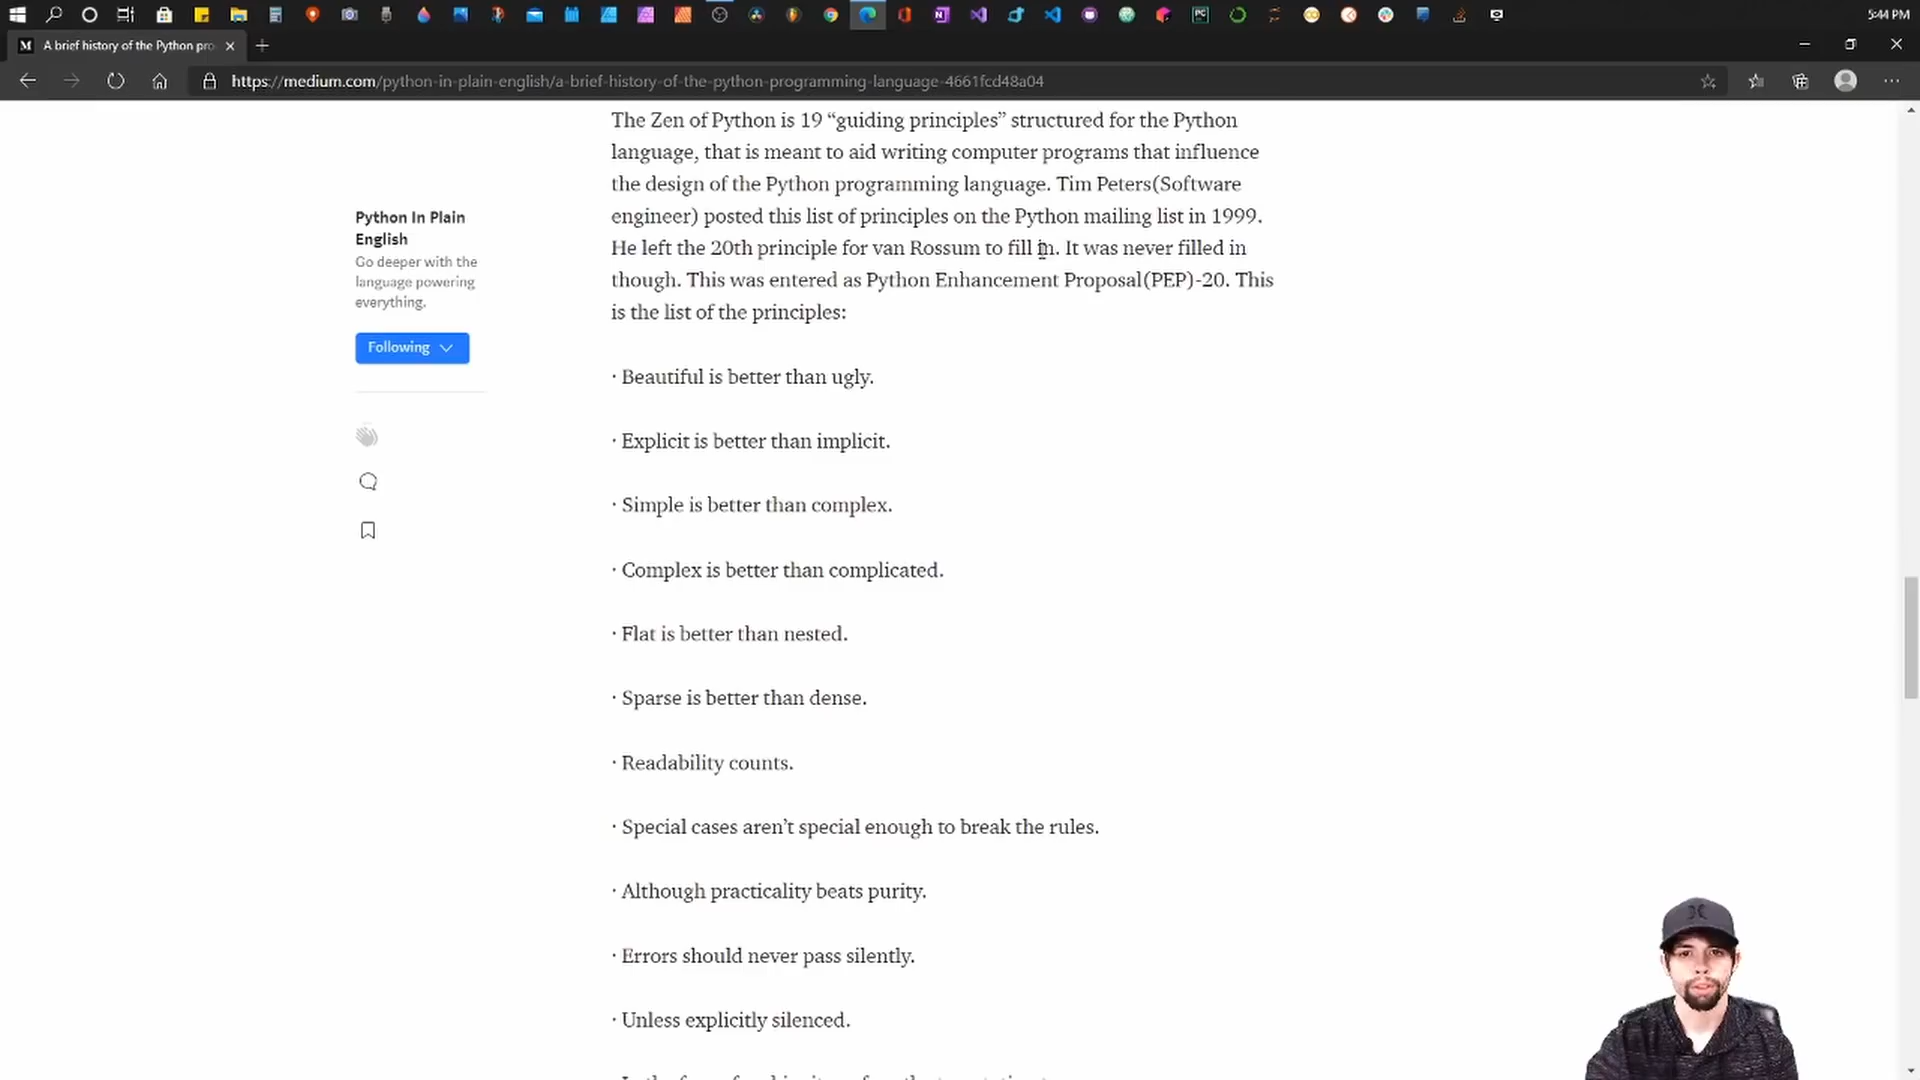 5:44 PM
A brief history of the Python pro
https://medium.com/python-in-plain-english/a-brief-history-of-the-python-programming-language-4661fcd48a04
The Zen of Python is 19 “guiding principles” structured for the Python
language, that is meant to aid writing computer programs that influence
the design of the Python programming language. Tim Peters(Software
engineer) posted this list of principles on the Python mailing list in 1999.
He left the 20th principle for van Rossum to fill in. It was never filled in
though. This was entered as Python Enhancement Proposal(PEP)-20. This
is the list of the principles:
Python In Plain
English
Go deeper with the
language powering
everything.
Following
· Beautiful is better than ugly.
· Explicit is better than implicit.
· Simple is better than complex.
· Complex is better than complicated.
· Flat is better than nested.
· Sparse is better than dense.
· Readability counts.
· Special cases aren’t special enough to break the rules.
· Although practicality beats purity.
· Errors should never pass silently.
· Unless explicitly silenced.